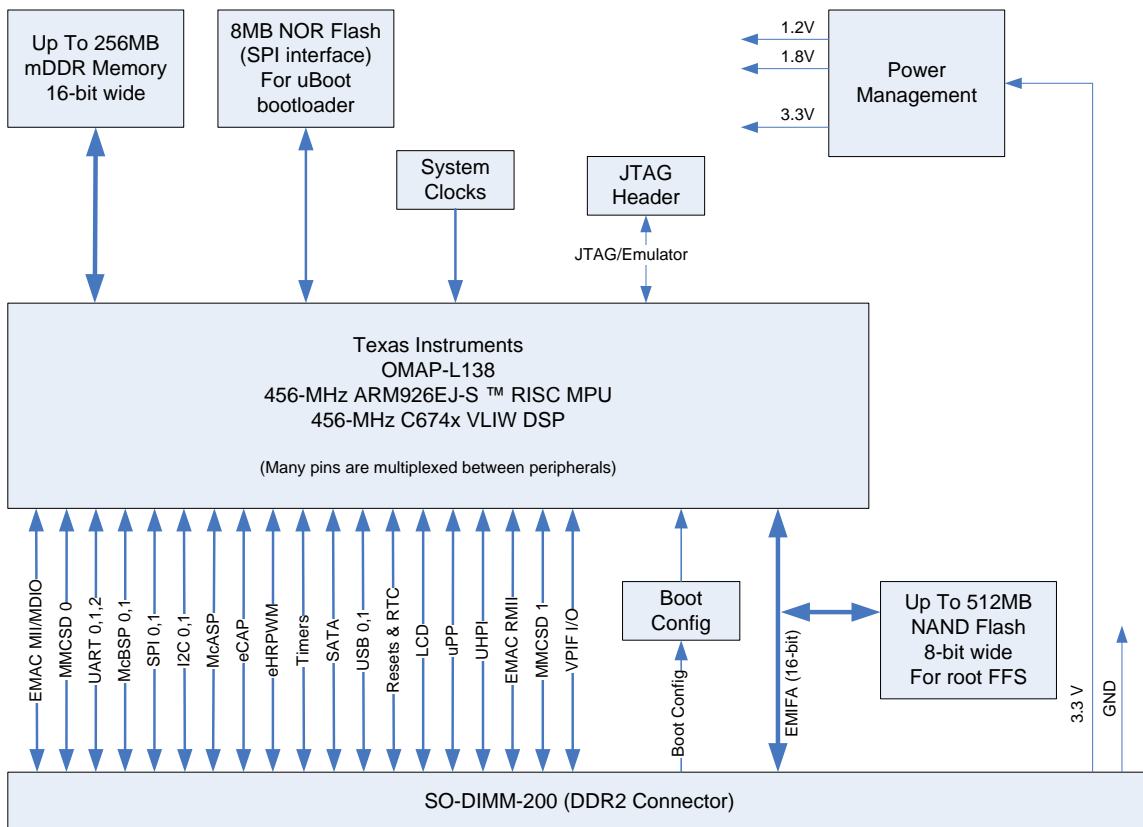 Up To 256MB
mDDR Memory
16-bit wide
8MB NOR Flash
(SPI interface)
For uBoot
bootloader
1.2V
1.8V
3.3V
Power
Management
System
Clocks
JTAG
Header
JTAG/Emulator
Texas Instruments
OMAP-L138
456-MHz ARM926EJ-S ™ RISC MPU
456-MHz C674x VLIW DSP
(Many pins are multiplexed between peripherals)
EMAC MII/MDIO
MMCSD 0
UART 0,1,2
McBSP 0,1
SPI 0,1
I2C 0,1
McASP
eCAP
eHRPWM
Timers
SATA
USB 0,1
Resets & RTC
LCD
uPP
UHPI
EMAC RMII
MMCSD 1
VPIF I/O
Boot
Config
Boot Config
EMIFA (16-bit)
Up To 512MB
NAND Flash
8-bit wide
For root FFS
3.3 V
GND
SO-DIMM-200 (DDR2 Connector)